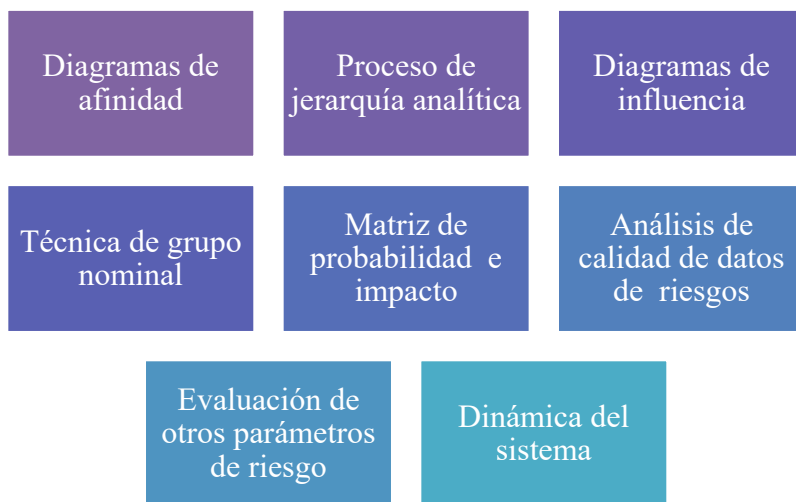 Diagramas de
afinidad
Proceso de
jerarquía analítica
Diagramas de
influencia
Técnica de grupo
nominal
Matriz de
probabilidad e
impacto
Análisis de
calidad de datos
de riesgos
Evaluación de
otros parámetros
de riesgo
Dinámica del
sistema